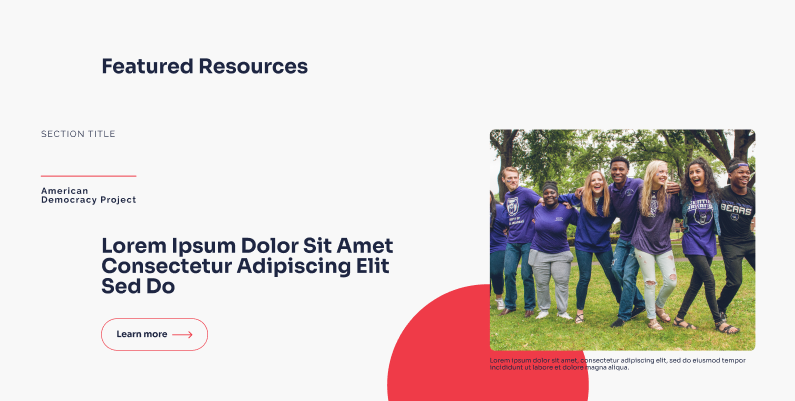 Featured Resources
SECTION TITLE
American
Democracy Project
Lorem Ipsum Dolor Sit Amet
Consectetur Adipiscing Elit
Sed Do
Learn more
BEARS
Lorem ipsum dolor sit amet, consectetur adipiscing elit, sed do eiusmod tempor
incididunt ut labore et dolore magna aliqua.